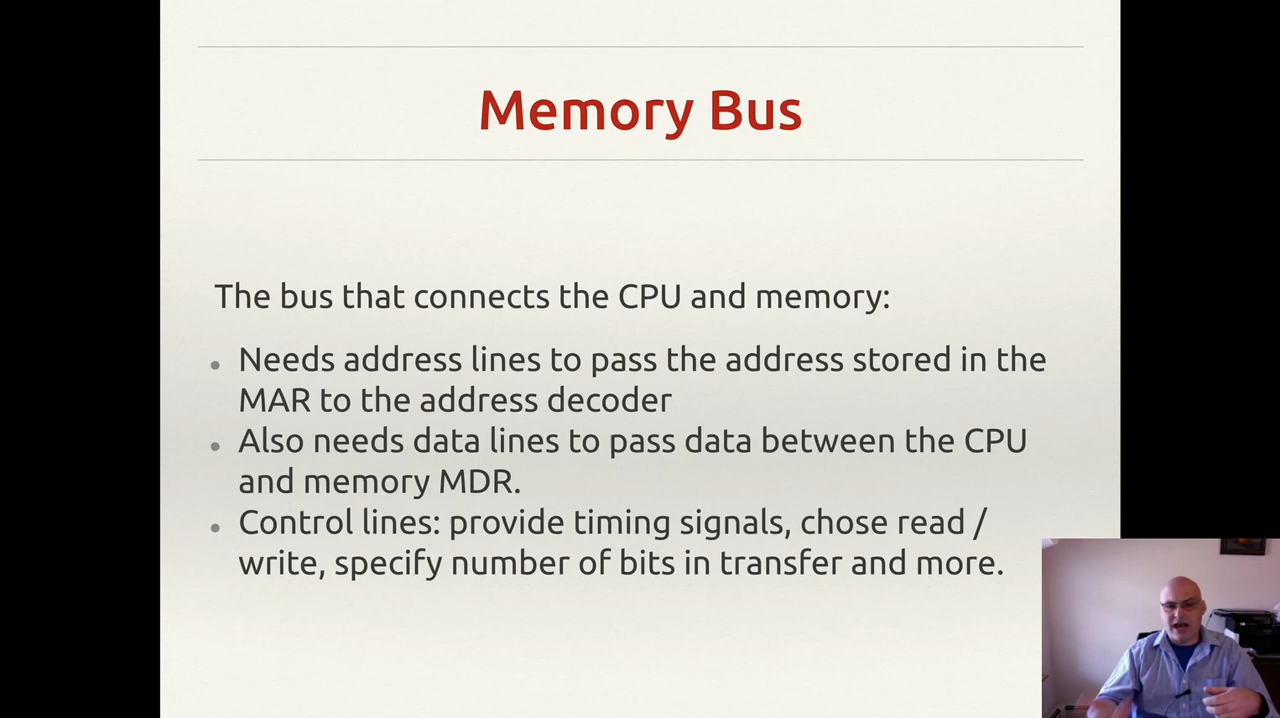 Memory Bus
The bus that connects the CPU and memory:
Needs address lines to pass the address stored in the
MAR to the address decoder
Also needs data lines to pass data between the CPU
and memory MDR.
Control lines: provide timing signals, chose read /
write, specify number of bits in transfer and more.